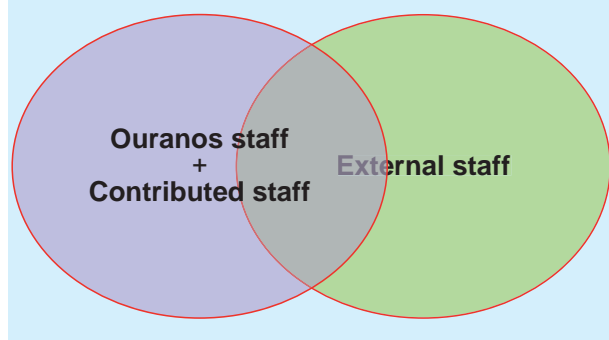 Ouranos staff
+
Contributed staff
External staff